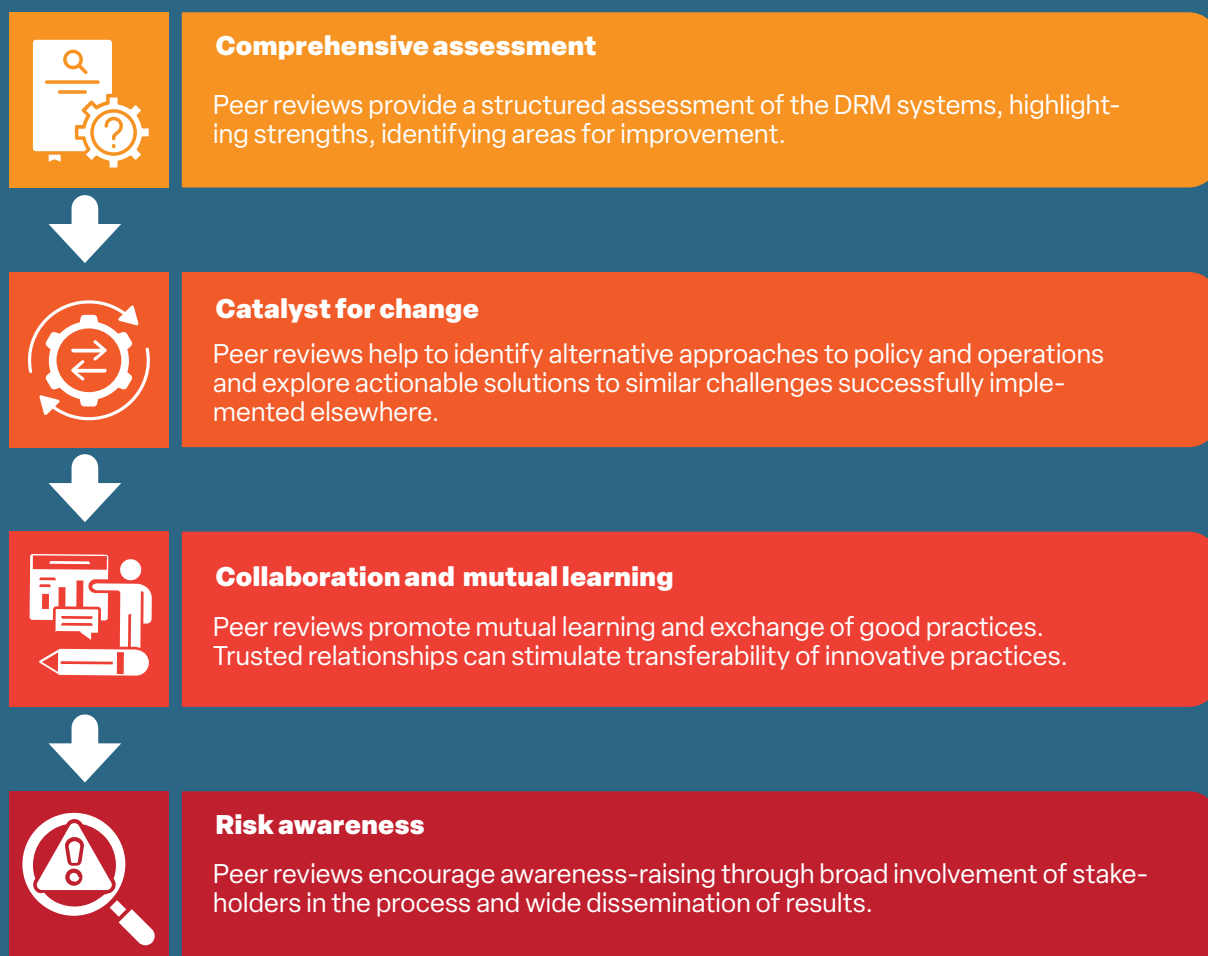 Comprehensive assessment
Peer reviews provide a structured assessment of the DRM systems, highlight-
ing strengths, identifying areas for improvement.
Catalyst for change
Peer reviews help to identify alternative approaches to policy and operations
and explore actionable solutions to similar challenges successfully imple-
mented elsewhere.
Collaboration and mutual learning
Peer reviews promote mutual learning and exchange of good practices.
Trusted relationships can stimulate transferability of innovative practices.
Risk awareness
Peer reviews encourage awareness-raising through broad involvement of stake-
holders in the process and wide dissemination of results.